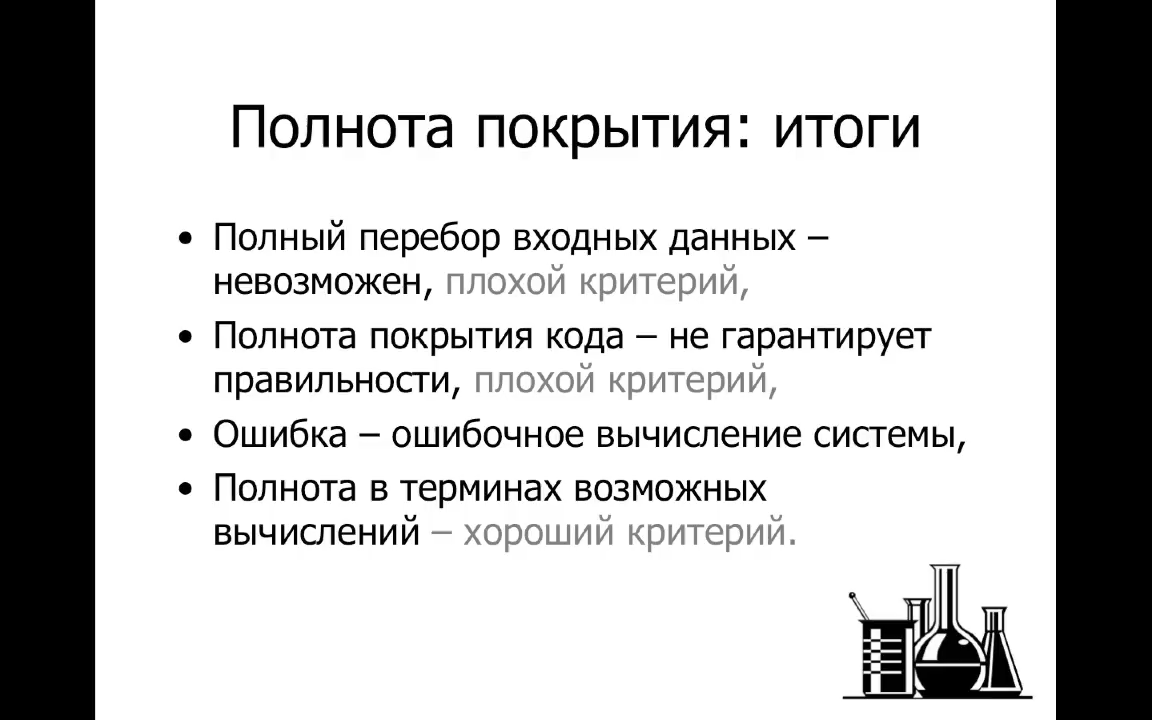 Полнота покрытия: итоги
• Полный перебор входных данных –
невозможен, плохой критерий,
• Полнота покрытия кода – не гарантирует
правильности, плохой критерий,
• Ошибка – ошибочное вычисление системы,
• Полнота в терминах возможных
вычислений – хороший критерий.